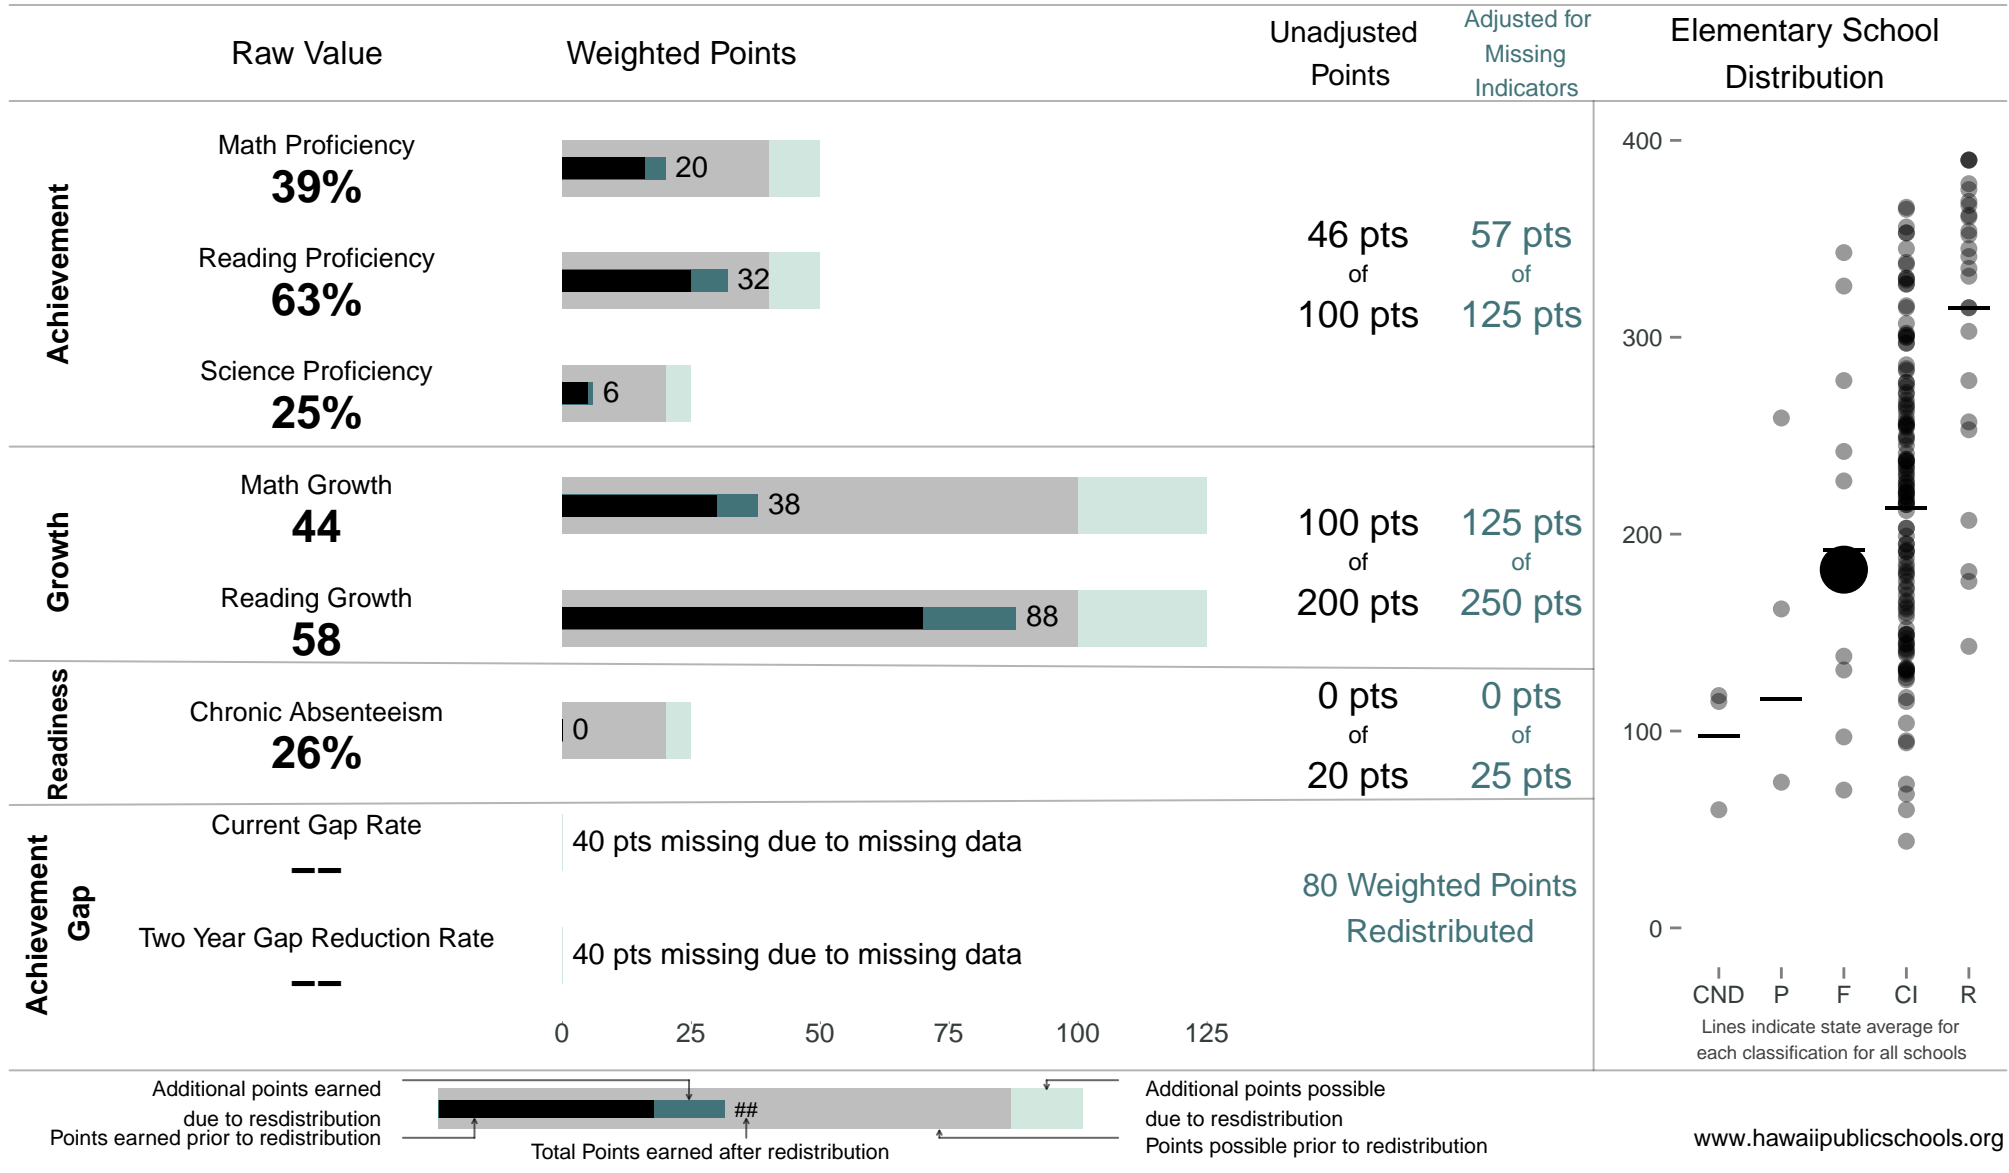 Raw Value
Weighted Points
Unadjusted
Points
Adjusted for
Missing
Indicators
Elementary School
Distribution
Achievement
Math Proficiency
39%
20
Reading Proficiency
63%
32
Science Proficiency
25%
6
46 pts
of
100 pts
57 pts
of
125 pts
Growth
Math Growth
44
38
Reading Growth
58
88
100 pts
of
200 pts
125 pts
of
250 pts
Readiness
Chronic Absenteeism
26%
0
0 pts
of
20 pts
0 pts
of
25 pts
Achievement
Gap
Current Gap Rate
--
40 pts missing due to missing data
Two Year Gap Reduction Rate
--
40 pts missing due to missing data
80 Weighted Points
Redistributed
0 25 50 75 100 125
400
300
200
100
0
CND P F CI R
Lines indicate state average for
each classification for all schools
Additional points earned
due to resdistribution
Points earned prior to redistribution
##
Total Points earned after redistribution
Additional points possible
due to resdistribution
Points possible prior to redistribution
www.hawaiipublicschools.org